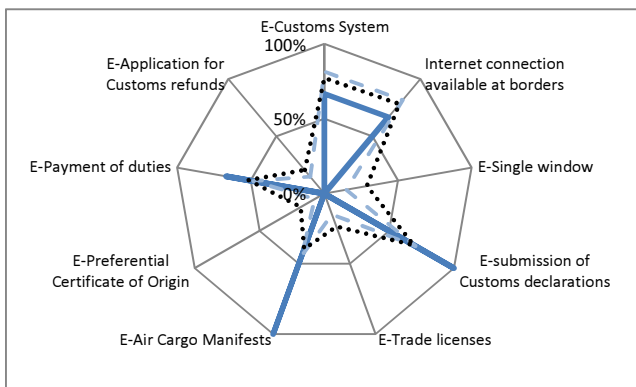 E-Customs System
100%
Internet connection
available at borders
E-Application for
Customs refunds
50%
E-Payment of duties
E-Single window
0%
E-Preferential
Certificate of Origin
E-submission of
Customs declarations
E-Air Cargo Manifests
E-Trade licenses